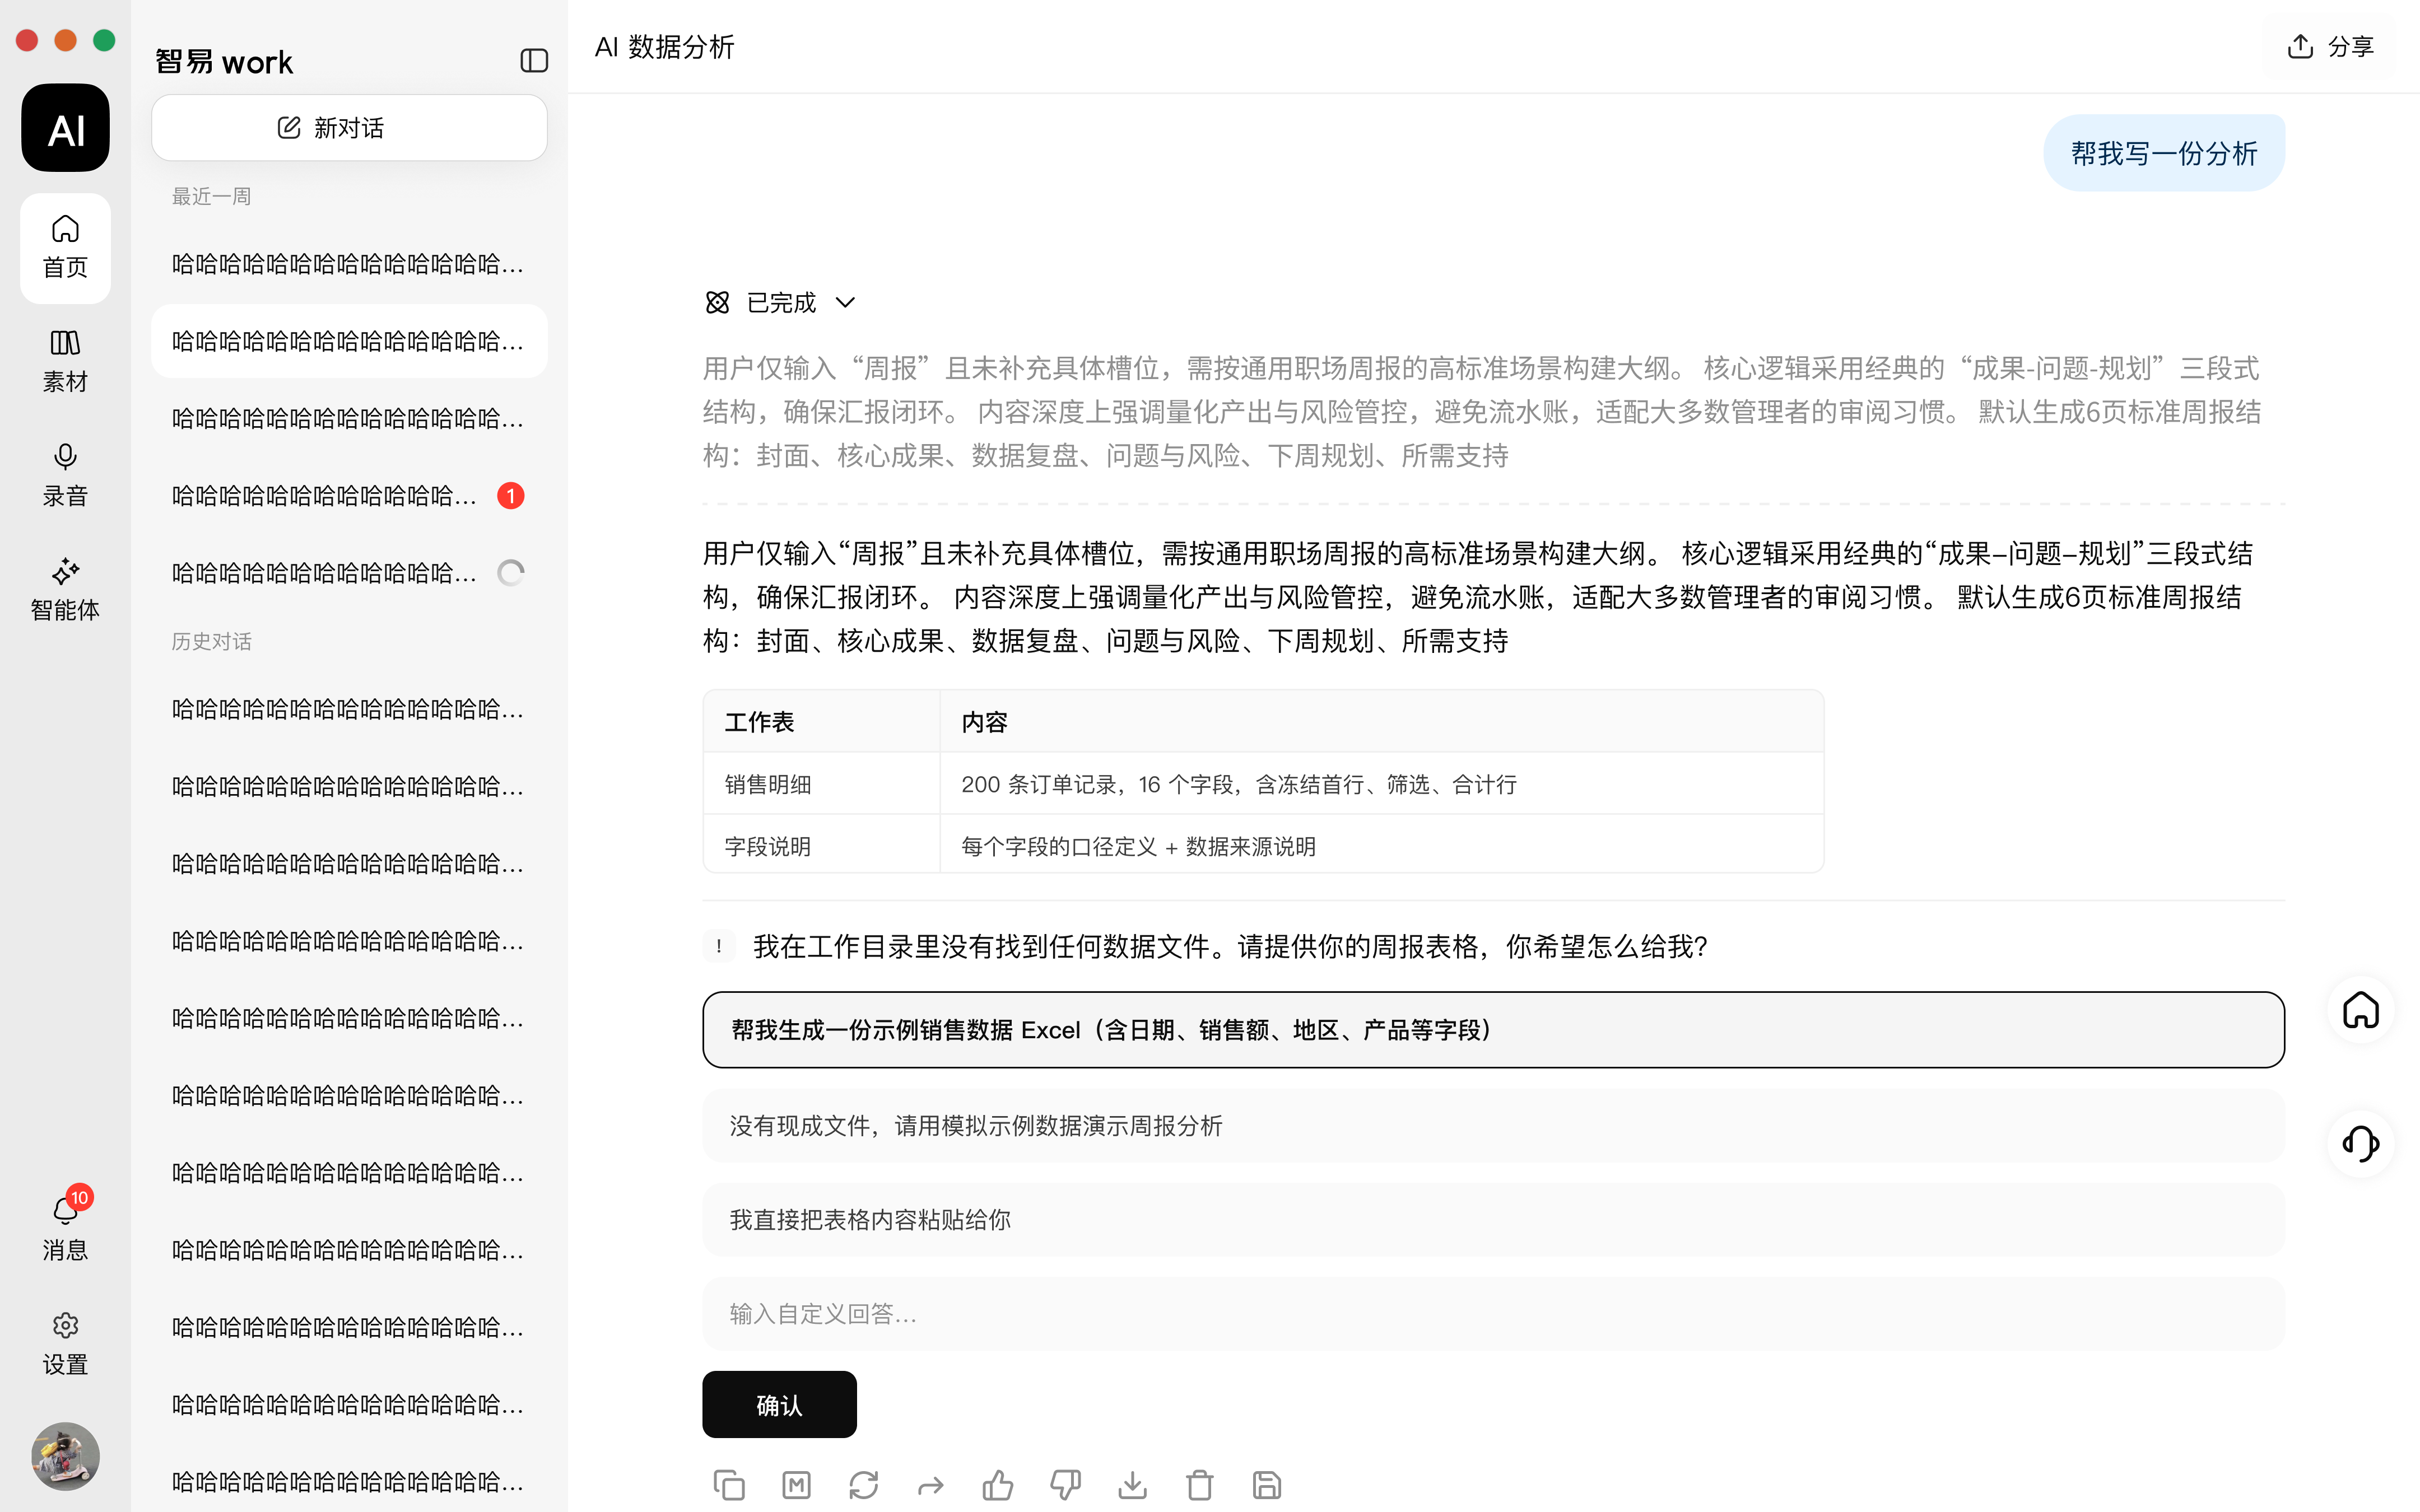 智易 work
AI
新对话
最近一周
哈哈哈哈哈哈哈哈哈哈哈哈哈哈...
哈哈哈哈哈哈哈哈哈哈哈哈哈哈...
哈哈哈哈哈哈哈哈哈哈哈哈哈哈...
哈哈哈哈哈哈哈哈哈哈哈哈... 1
哈哈哈哈哈哈哈哈哈哈哈哈...
历史对话
哈哈哈哈哈哈哈哈哈哈哈哈哈哈...
哈哈哈哈哈哈哈哈哈哈哈哈哈哈...
哈哈哈哈哈哈哈哈哈哈哈哈哈哈...
哈哈哈哈哈哈哈哈哈哈哈哈哈哈...
哈哈哈哈哈哈哈哈哈哈哈哈哈哈...
哈哈哈哈哈哈哈哈哈哈哈哈哈哈...
哈哈哈哈哈哈哈哈哈哈哈哈哈哈...
哈哈哈哈哈哈哈哈哈哈哈哈哈哈...
哈哈哈哈哈哈哈哈哈哈哈哈哈哈...
哈哈哈哈哈哈哈哈哈哈哈哈哈哈...
哈哈哈哈哈哈哈哈哈哈哈哈哈哈...
首页
素材
录音
智能体
10
消息
设置
AI 数据分析
分享
帮我写一份分析
已完成
用户仅输入“周报”且未补充具体槽位，需按通用职场周报的高标准场景构建大纲。 核心逻辑采用经典的“成果-问题-规划”三段式
结构，确保汇报闭环。 内容深度上强调量化产出与风险管控，避免流水账，适配大多数管理者的审阅习惯。 默认生成6页标准周报结
构：封面、核心成果、数据复盘、问题与风险、下周规划、所需支持
用户仅输入“周报”且未补充具体槽位，需按通用职场周报的高标准场景构建大纲。 核心逻辑采用经典的“成果–问题–规划”三段式结
构，确保汇报闭环。 内容深度上强调量化产出与风险管控，避免流水账，适配大多数管理者的审阅习惯。 默认生成6页标准周报结
构：封面、核心成果、数据复盘、问题与风险、下周规划、所需支持
工作表 内容
销售明细 200 条订单记录，16 个字段，含冻结首行、筛选、合计行
字段说明 每个字段的口径定义 + 数据来源说明
! 我在工作目录里没有找到任何数据文件。请提供你的周报表格，你希望怎么给我?
帮我生成一份示例销售数据 Excel（含日期、销售额、地区、产品等字段）
没有现成文件，请用模拟示例数据演示周报分析
我直接把表格内容粘贴给你
输入自定义回答...
确认
M